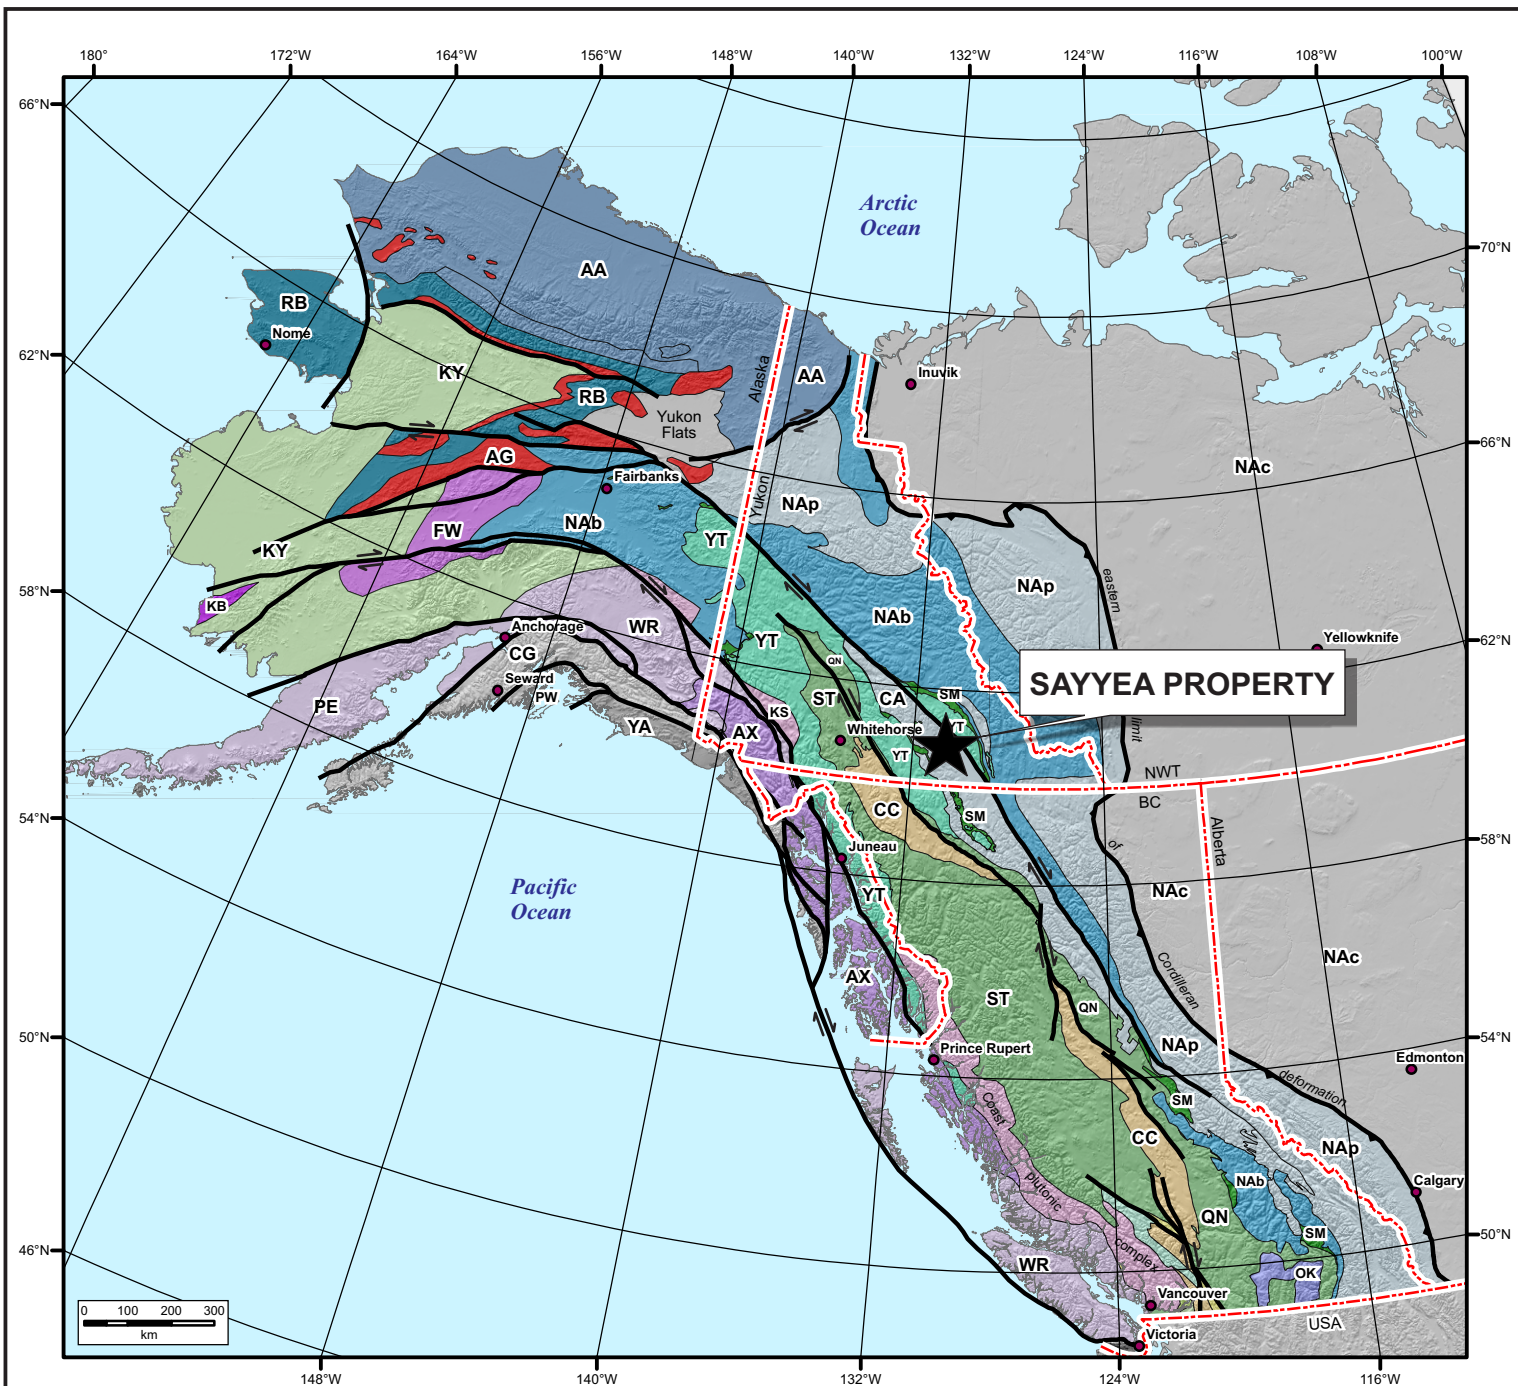 180°
172°W
164°W
156°W
148°W
140°W
132°W
124°W
116°W
108°W
100°W
66°N
62°N
58°N
54°N
50°N
46°N
70°N
66°N
62°N
58°N
54°N
50°N
148°W
140°W
132°W
124°W
116°W
Arctic
Ocean
AA
RB
Nome
KY
RB
Yukon
Flats
Alaska
AA
Inuvik
NAc
AG
Fairbanks
Yukon
NAp
FW
NAb
YT
KY
NAp
eastern
KB
Anchorage
WR
YT
NAb
Yellowknife
CG
Seward
PW
QN
SAYYEA PROPERTY
PE
YA
AX
KS
ST
CA
SM
YT
Whitehorse
YT
limit
NWT
BC
CC
SM
Alberta
of
Juneau
YT
NAc
Pacific
Ocean
AX
ST
QN
Cordilleran
NAc
Prince Rupert
NAp
Edmonton
deformation
Coast
SM
CC
NAp
plutonic
NAb
Calgary
QN
SM
complex
WR
OK
Vancouver
USA
Victoria
0 100 200 300
km